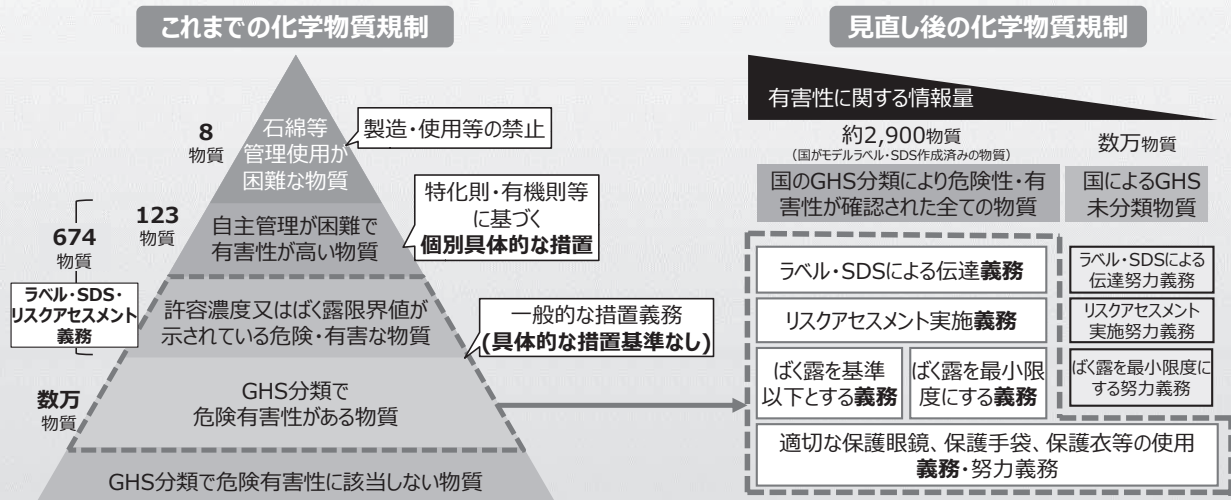 これまでの化学物質規制
8
物質
石綿等
管理使用が
困難な物質
製造・使用等の禁止
123
物質
自主管理が困難で
有害性が高い物質
特化則・有機則等
に基づく
個別具体的な措置
674
物質
ラベル・SDS・
リスクアセスメント
義務
許容濃度又はばく露限界値が
示されている危険・有害な物質
一般的な措置義務
(具体的な措置基準なし)
数万
物質
GHS分類で
危険有害性がある物質
GHS分類で危険有害性に該当しない物質
見直し後の化学物質規制
有害性に関する情報量
約2,900物質
(国がモデルラベル・SDS作成済みの物質)
数万物質
国のGHS分類により危険性・有
害性が確認された全ての物質
国によるGHS
未分類物質
ラベル・SDSによる伝達義務
ラベル・SDSによる
伝達努力義務
リスクアセスメント実施義務
リスクアセスメント
実施努力義務
ばく露を基準
以下とする義務
ばく露を最小限
度にする義務
ばく露を最小限度に
する努力義務
適切な保護眼鏡、保護手袋、保護衣等の使用
義務・努力義務